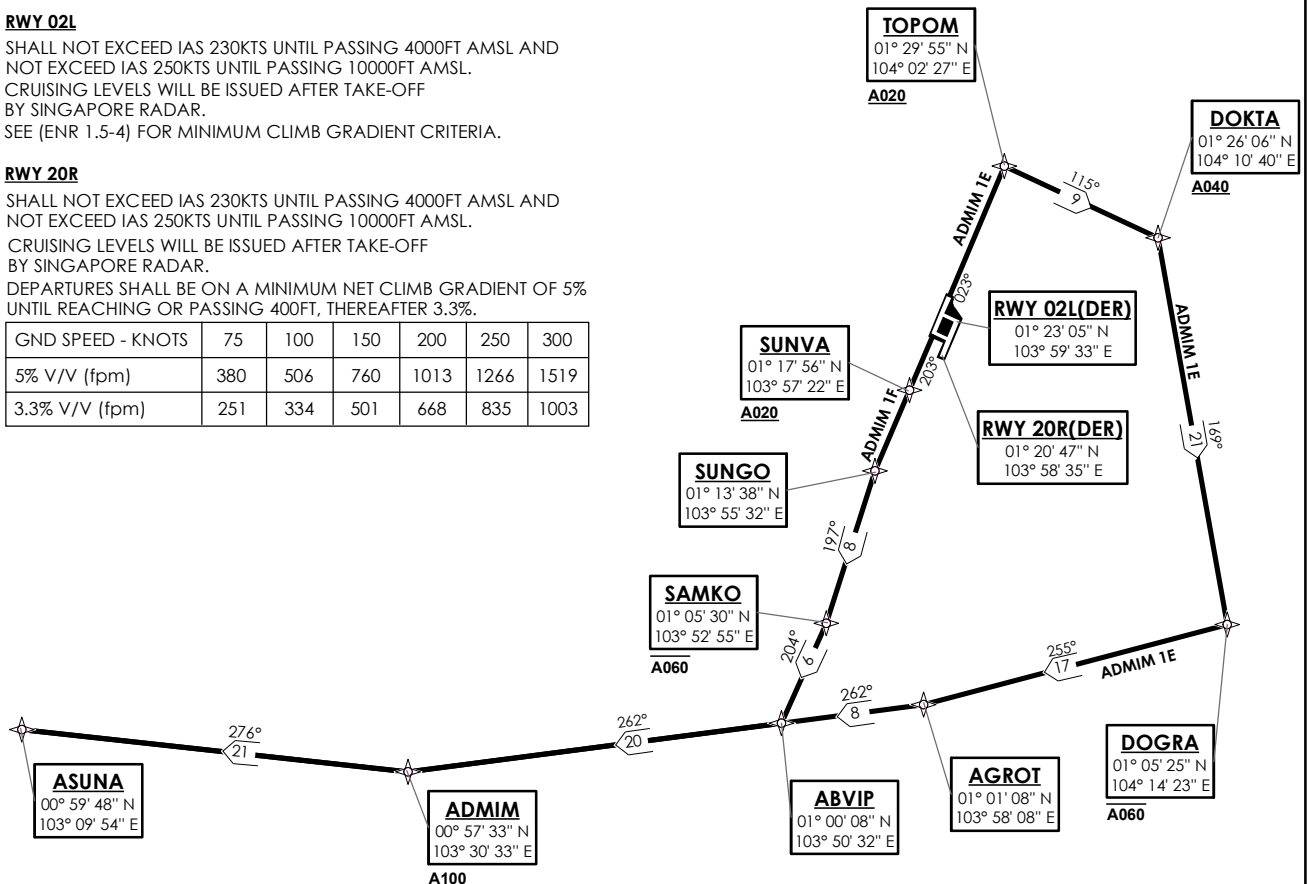 RWY 02L
SHALL NOT EXCEED IAS 230KTS UNTIL PASSING 4000FT AMSL AND
NOT EXCEED IAS 250KTS UNTIL PASSING 10000FT AMSL.
CRUISING LEVELS WILL BE ISSUED AFTER TAKE-OFF
BY SINGAPORE RADAR.
SEE (ENR 1.5-4) FOR MINIMUM CLIMB GRADIENT CRITERIA.
RWY 20R
SHALL NOT EXCEED IAS 230KTS UNTIL PASSING 4000FT AMSL AND
NOT EXCEED IAS 250KTS UNTIL PASSING 10000FT AMSL.
CRUISING LEVELS WILL BE ISSUED AFTER TAKE-OFF
BY SINGAPORE RADAR.
DEPARTURES SHALL BE ON A MINIMUM NET CLIMB GRADIENT OF 5%
UNTIL REACHING OR PASSING 400FT, THEREAFTER 3.3%.
GND SPEED - KNOTS 75 100 150 200 250 300
5% V/V (fpm) 380 506 760 1013 1266 1519
3.3% V/V (fpm) 251 334 501 668 835 1003
TOPOM
01° 29' 55" N
104° 02' 27" E
A020
DOKTA
01° 26' 06" N
104° 10' 40" E
A040
115°
9
ADMIM 1E
023°
RWY 02L(DER)
01° 23' 05" N
103° 59' 33" E
SUNVA
01° 17' 56" N
103° 57' 22" E
A020
203°
ADMIM 1F
RWY 20R(DER)
01° 20' 47" N
103° 58' 35" E
ADMIM 1E
169°
21
SUNGO
01° 13' 38" N
103° 55' 32" E
197°
8
SAMKO
01° 05' 30" N
103° 52' 55" E
A060
204°
6
255°
17
ADMIM 1E
262°
8
262°
20
276°
21
DOGRA
01° 05' 25" N
104° 14' 23" E
A060
AGROT
01° 01' 08" N
103° 58' 08" E
ABVIP
01° 00' 08" N
103° 50' 32" E
ADMIM
00° 57' 33" N
103° 30' 33" E
A100
ASUNA
00° 59' 48" N
103° 09' 54" E